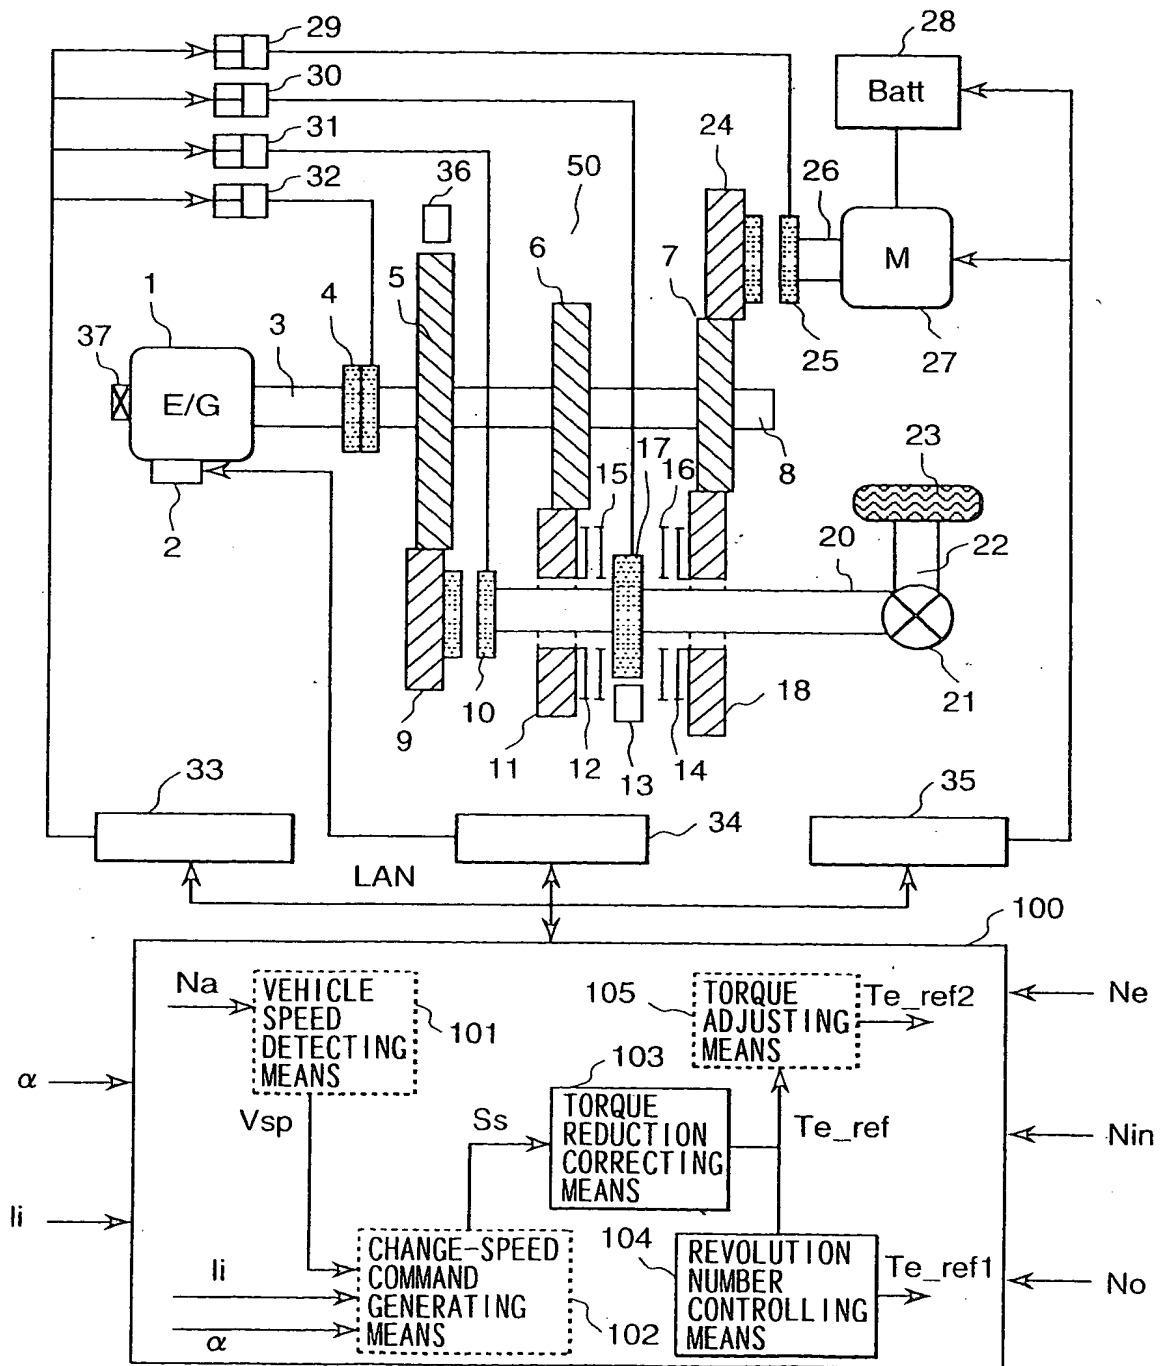 29
28
30
Batt
31
24
32
36
50
26
6
7
M
1
4
5
37
3
25
27
E/G
8
23
17
15
16
2
20
22
9
10
18
21
11
12
13
14
33
35
34
LAN
100
Na
VEHICLE
SPEED
DETECTING
MEANS
101
105
TORQUE
ADJUSTING
MEANS
Te_ref2
Ne
α
103
Vsp
Ss
TORQUE
REDUCTION
CORRECTING
MEANS
Te_ref
Nin
Ii
CHANGE-SPEED
COMMAND
GENERATING
MEANS
102
Ii
α
104
REVOLUTION
NUMBER
CONTROLLING
MEANS
Te_ref1
No